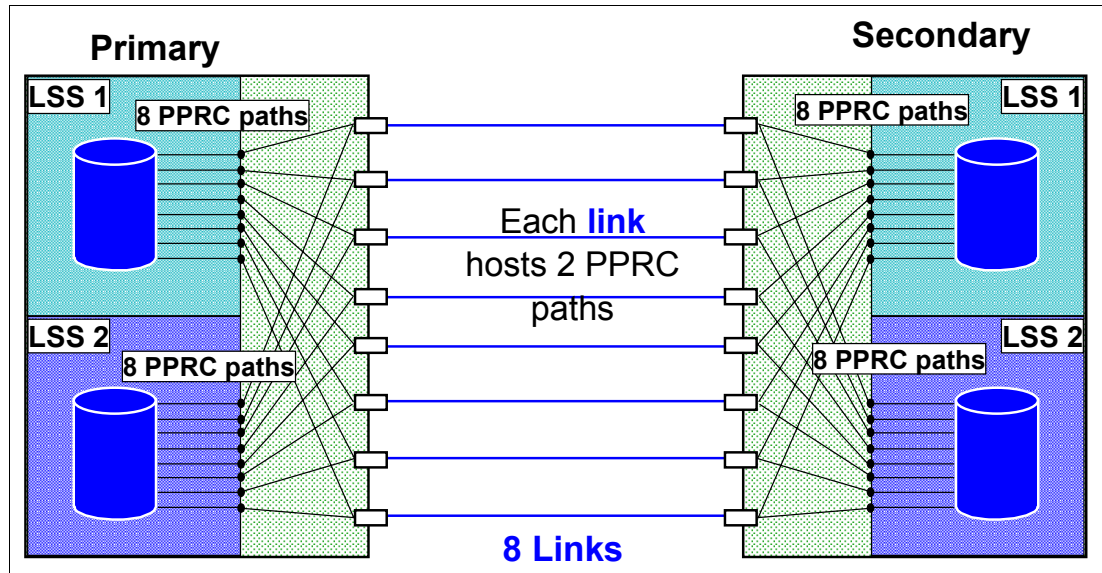 Primary
Secondary
LSS 1
8 PPRC paths
8 PPRC paths
LSS 1
Each link
hosts 2 PPRC
paths
LSS 2
8 PPRC paths
8 PPRC paths
LSS 2
8 Links